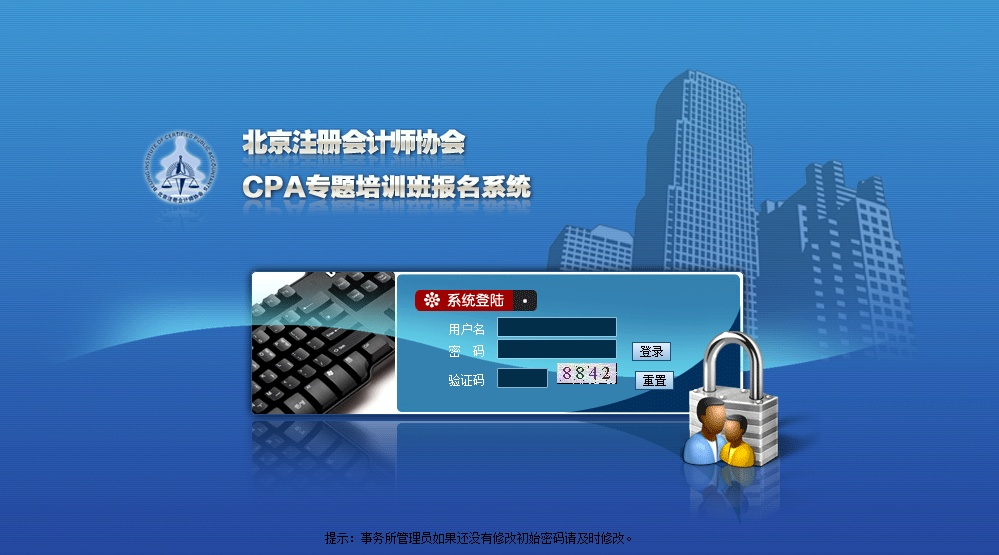 北京注册会计师协会
CPA专题培训班报名系统
系统登陆
用户名
密 码
登录
验证码
8842
重置
提示：事务所管理员如果还没有修改初始密码请及时修改。